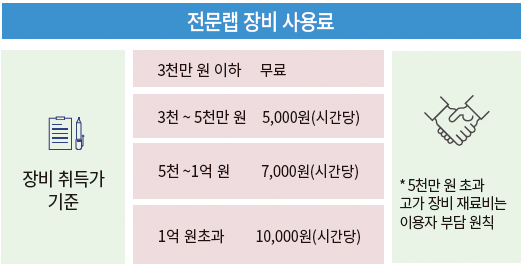 전문랩 장비 사용료
장비 취득가
기준
3천만 원 이하 무료
3천 ~ 5천만 원 5,000원(시간당)
5천 ~1억 원 7,000원(시간당)
1억 원초과 10,000원(시간당)
* 5천만 원 초과
고가 장비 재료비는
이용자 부담 원칙